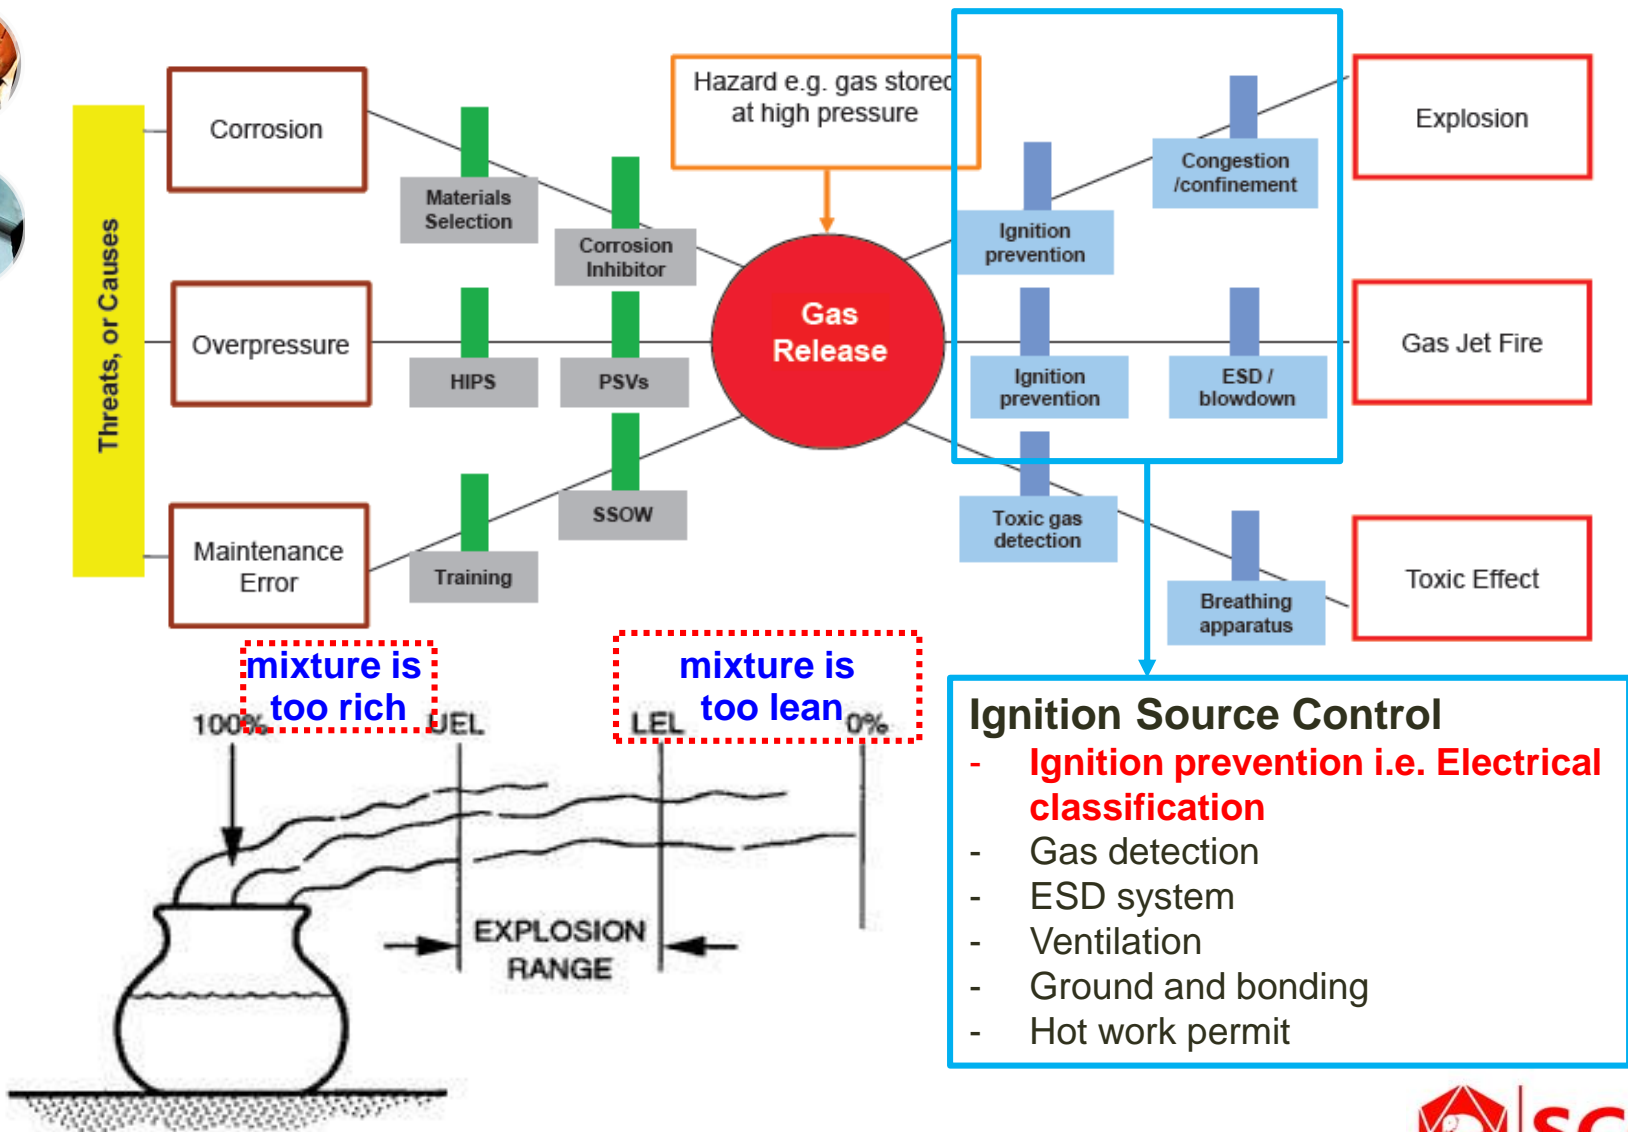 Threats, or Causes
Corrosion
Overpressure
Maintenance
Error
Materials
Selection
Corrosion
Inhibitor
HIPS
PSVs
SSOW
Training
Hazard e.g. gas stored
at high pressure
Gas
Release
Ignition
prevention
Congestion
/confinement
Ignition
prevention
ESD /
blowdown
Toxic gas
detection
Breathing
apparatus
Explosion
Gas Jet Fire
Toxic Effect
mixture is
too rich
mixture is
too lean
100%
UEL
LEL
0%
EXPLOSION
RANGE
Ignition Source Control
- Ignition prevention i.e. Electrical
classification
- Gas detection
- ESD system
- Ventilation
- Ground and bonding
- Hot work permit
SC